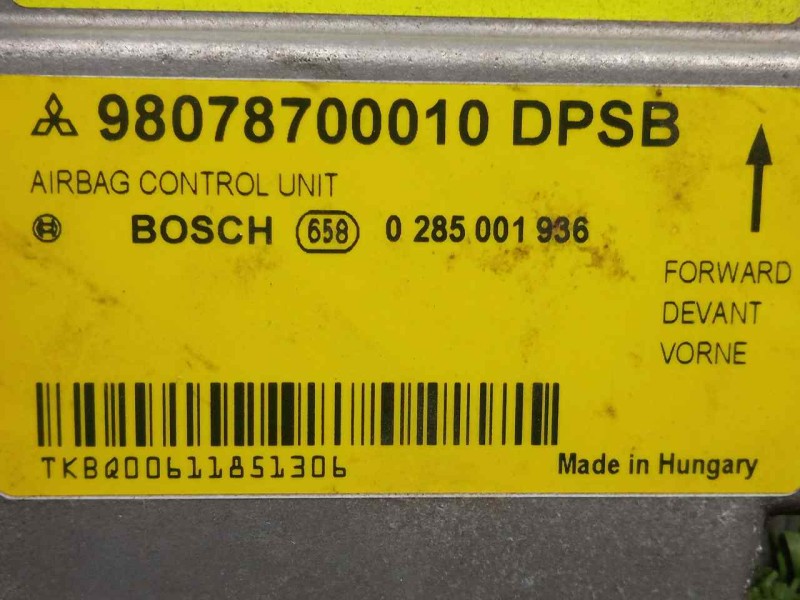 98078700010 DPSB
AIRBAG CONTROL UNIT
BOSCH 658 0 285 001 936
FORWARD
DEVANT
VORNE
TKBQ00611851306
Made in Hungary